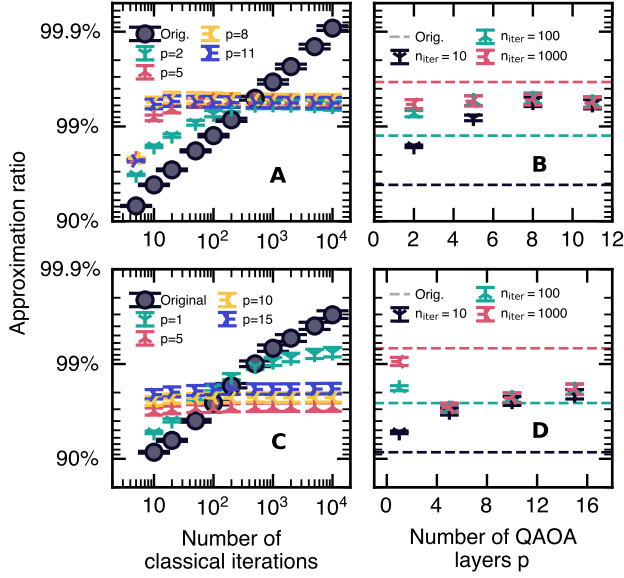 99.9%
99%
90%
Orig.
p=2
p=5
p=8
p=11
A
10
10²
10³
10⁴
Orig.
n_iter = 10
n_iter = 100
n_iter = 1000
B
0 2 4 6 8 10 12
Approximation ratio
99.9%
99%
90%
Original
p=1
p=5
p=10
p=15
C
10
10²
10³
10⁴
Number of
classical iterations
Orig.
n_iter = 10
n_iter = 100
n_iter = 1000
D
0 4 8 12 16
Number of QAOA
layers p